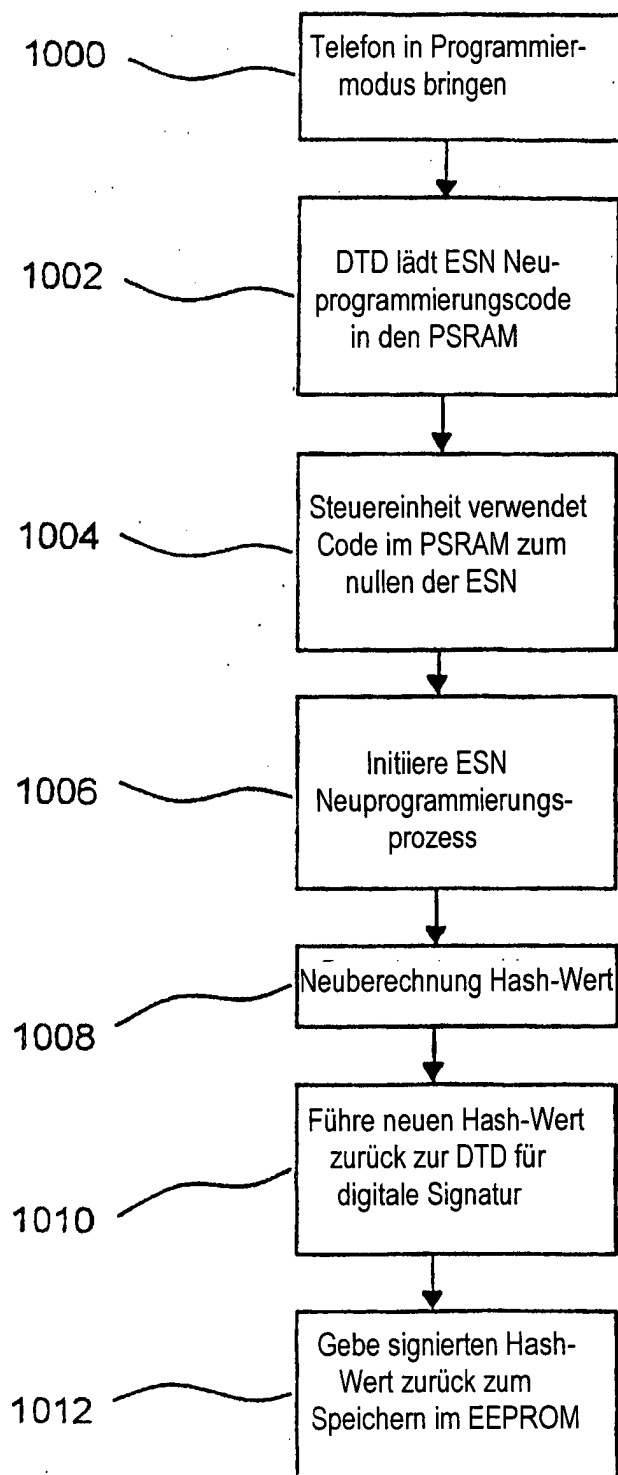 1000
Telefon in Programmier-
modus bringen
1002
DTD lädt ESN Neu-
programmierungscode
in den PSRAM
1004
Steuereinheit verwendet
Code im PSRAM zum
nullen der ESN
1006
Initiiere ESN
Neuprogrammierungs-
prozess
1008
Neuberechnung Hash-Wert
1010
Führe neuen Hash-Wert
zurück zur DTD für
digitale Signatur
1012
Gebe signierten Hash-
Wert zurück zum
Speichern im EEPROM